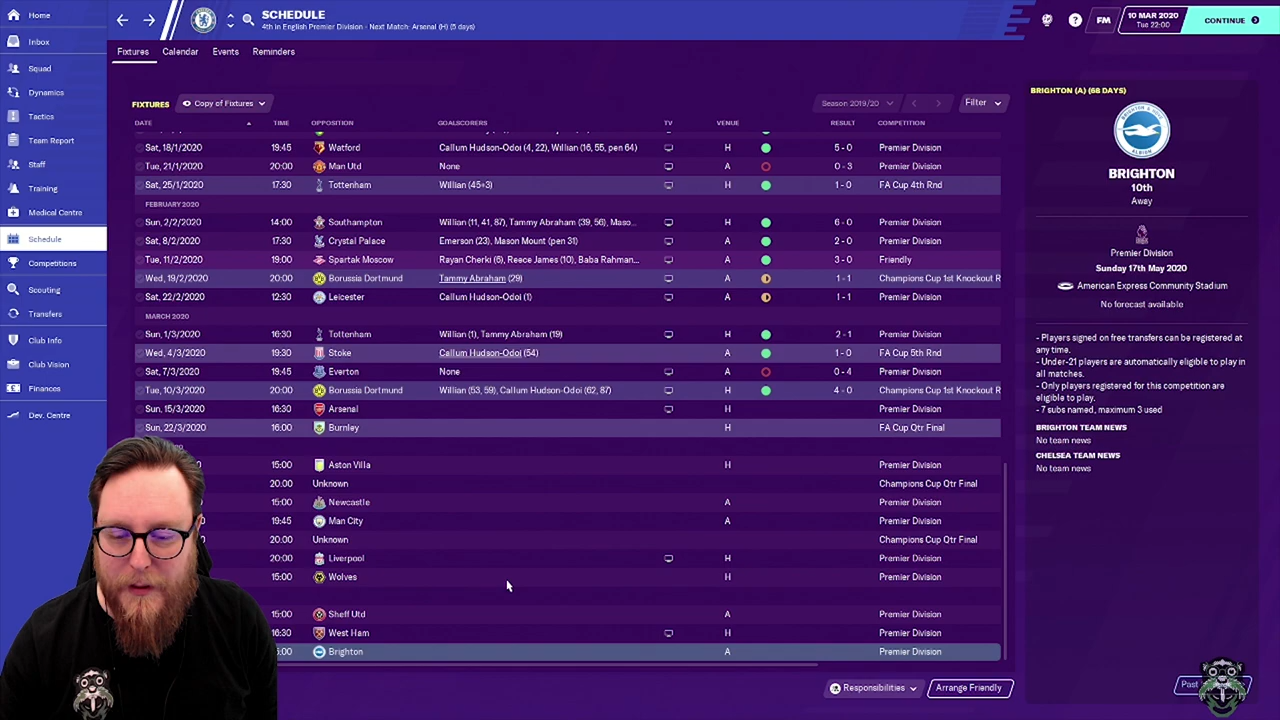 Home
Inbox
Squad
Dynamics
Tactics
Team Report
Staff
Training
Medical Centre
Schedule
Competitions
Scouting
Transfers
Club Info
Club Vision
Finances
Dev. Centre
SCHEDULE
4th in English Premier Division - Next Match: Arsenal (H) (5 days)
FM
10 MAR 2020
Tue 22:00
CONTINUE
Fixtures Calendar Events Reminders
FIXTURES Copy of Fixtures Season 2019/20 Filter
DATE TIME OPPOSITION GOALSCORERS TV VENUE RESULT COMPETITION
Sat, 18/1/2020 19:45 Watford Callum Hudson-Odoi (4, 22), Willian (16, 55, pen 64) H 5 - 0 Premier Division
Tue, 21/1/2020 20:00 Man Utd None A 0 - 3 Premier Division
Sat, 25/1/2020 17:30 Tottenham Willian (45+3) H 1 - 0 FA Cup 4th Rnd
FEBRUARY 2020
Sun, 2/2/2020 14:00 Southampton Willian (11, 41, 87), Tammy Abraham (39, 56), Maso... H 6 - 0 Premier Division
Sat, 8/2/2020 17:30 Crystal Palace Emerson (23), Mason Mount (pen 31) A 2 - 0 Premier Division
Tue, 11/2/2020 19:00 Spartak Moscow Rayan Cherki (6), Reece James (10), Baba Rahman... A 3 - 0 Friendly
Wed, 19/2/2020 20:00 Borussia Dortmund Tammy Abraham (29) A 1 - 1 Champions Cup 1st Knockout R
Sat, 22/2/2020 12:30 Leicester Callum Hudson-Odoi (1) A 1 - 1 Premier Division
MARCH 2020
Sun, 1/3/2020 16:30 Tottenham Willian (1), Tammy Abraham (19) H 2 - 1 Premier Division
Wed, 4/3/2020 19:30 Stoke Callum Hudson-Odoi (54) A 1 - 0 FA Cup 5th Rnd
Sat, 7/3/2020 19:45 Everton None A 0 - 4 Premier Division
Tue, 10/3/2020 20:00 Borussia Dortmund Willian (53, 59), Callum Hudson-Odoi (62, 87) H 4 - 0 Champions Cup 1st Knockout R
Sun, 15/3/2020 16:30 Arsenal H Premier Division
Sun, 22/3/2020 16:00 Burnley H FA Cup Qtr Final
15:00 Aston Villa H Premier Division
20:00 Unknown Champions Cup Qtr Final
15:00 Newcastle A Premier Division
19:45 Man City A Premier Division
20:00 Unknown Champions Cup Qtr Final
20:00 Liverpool H Premier Division
15:00 Wolves H Premier Division
15:00 Sheff Utd A Premier Division
16:30 West Ham H Premier Division
Brighton A Premier Division
Responsibilities Arrange Friendly
BRIGHTON (A) (68 DAYS)
BRIGHTON
10th
Away
Premier Division
Sunday 17th May 2020
American Express Community Stadium
No forecast available
- Players signed on free transfers can be registered at
any time.
- Under-21 players are automatically eligible to play in
all matches.
- Only players registered for this competition are
eligible to play.
- 7 subs named, maximum 3 used
BRIGHTON TEAM NEWS
No team news
CHELSEA TEAM NEWS
No team news